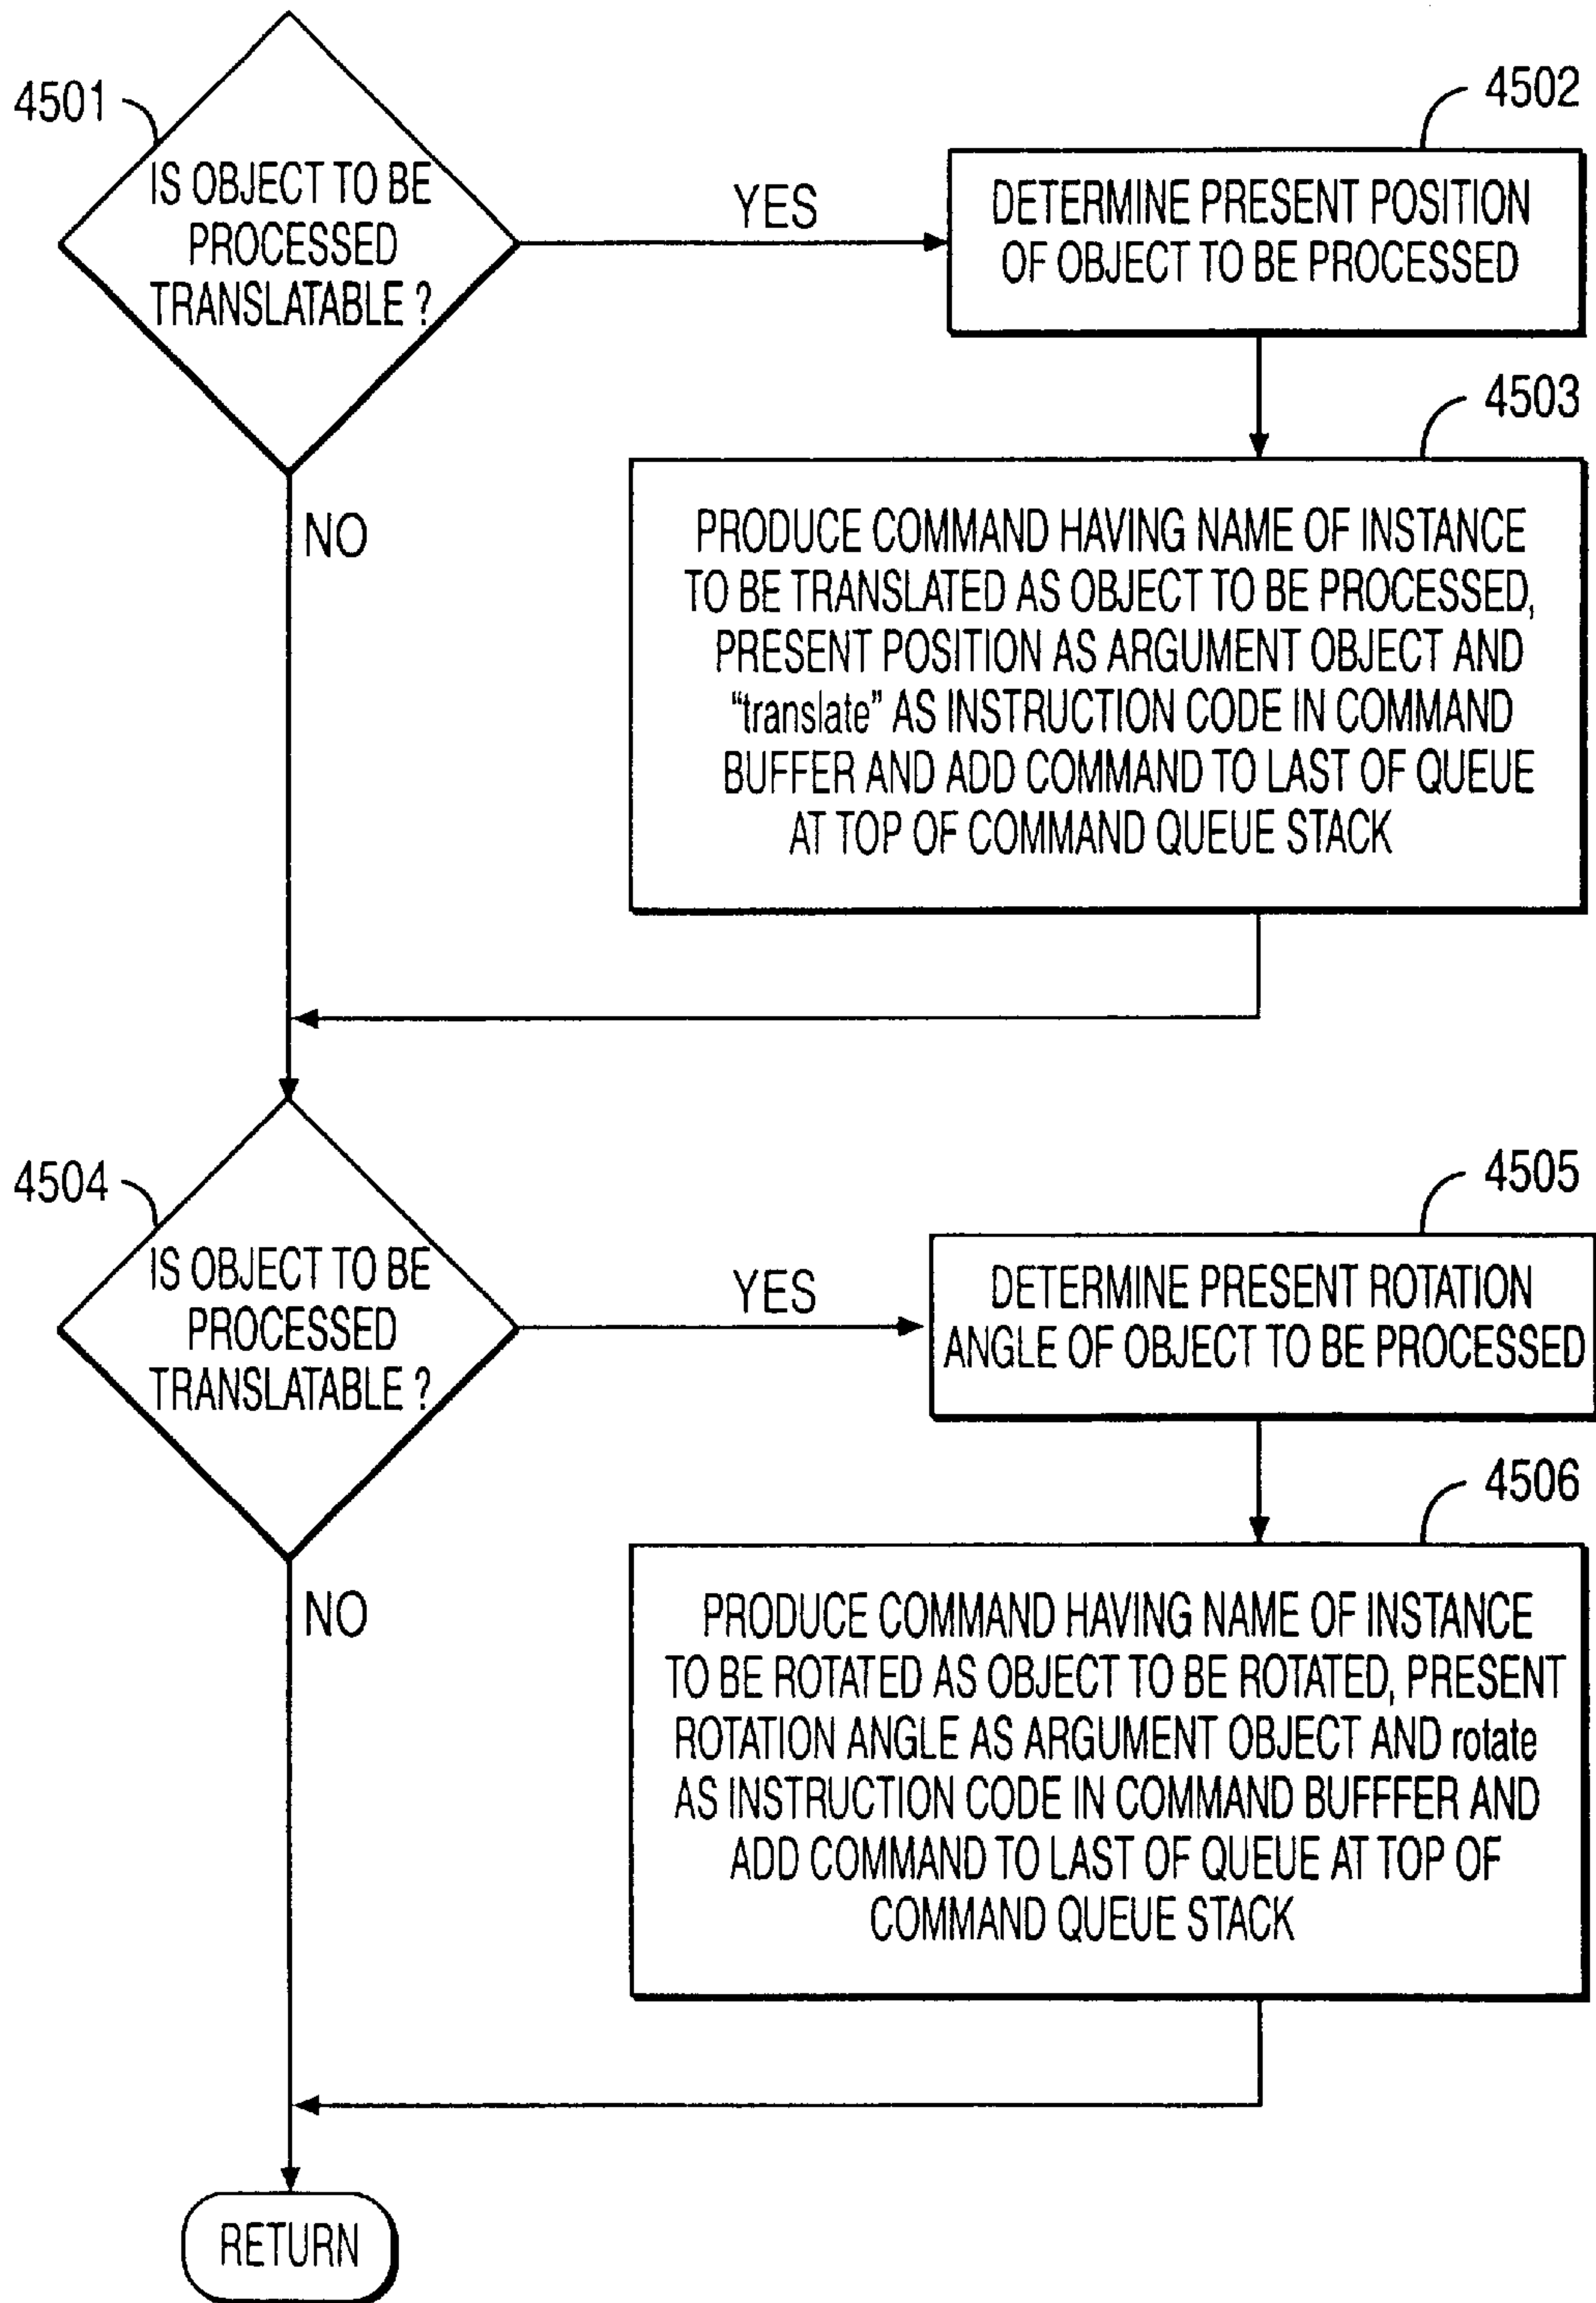 4501
IS OBJECT TO BE
PROCESSED
TRANSLATABLE ?
YES
NO
4502
DETERMINE PRESENT POSITION
OF OBJECT TO BE PROCESSED
4503
PRODUCE COMMAND HAVING NAME OF INSTANCE
TO BE TRANSLATED AS OBJECT TO BE PROCESSED,
PRESENT POSITION AS ARGUMENT OBJECT AND
“translate” AS INSTRUCTION CODE IN COMMAND
BUFFER AND ADD COMMAND TO LAST OF QUEUE
AT TOP OF COMMAND QUEUE STACK
4504
IS OBJECT TO BE
PROCESSED
TRANSLATABLE ?
YES
NO
4505
DETERMINE PRESENT ROTATION
ANGLE OF OBJECT TO BE PROCESSED
4506
PRODUCE COMMAND HAVING NAME OF INSTANCE
TO BE ROTATED AS OBJECT TO BE ROTATED, PRESENT
ROTATION ANGLE AS ARGUMENT OBJECT AND rotate
AS INSTRUCTION CODE IN COMMAND BUFFFER AND
ADD COMMAND TO LAST OF QUEUE AT TOP OF
COMMAND QUEUE STACK
RETURN